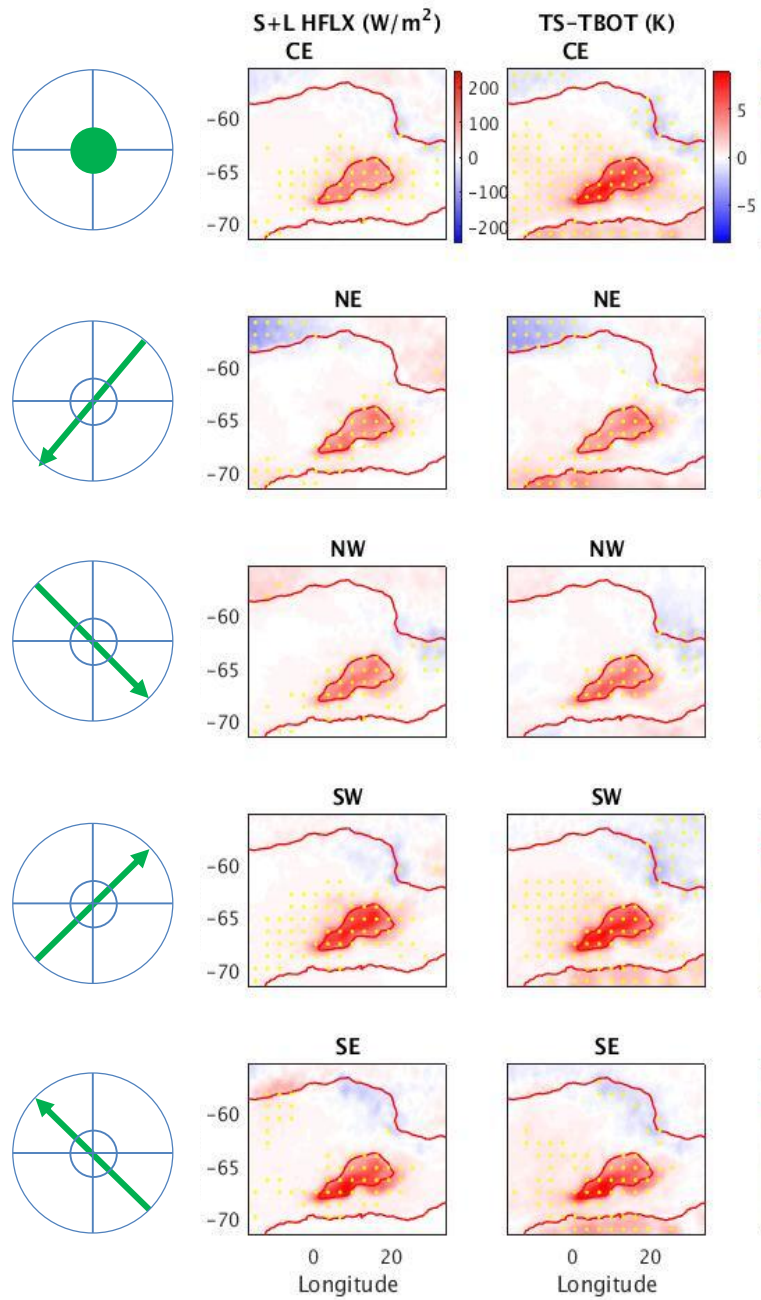 S+L HFLX (W/m²) TS-TBOT (K)
CE CE
-60 -65 -70
200 100 0 -100 -200
5 0 -5
NE NE
-60 -65 -70
NW NW
-60 -65 -70
SW SW
-60 -65 -70
SE SE
-60 -65 -70
0 20 0 20
Longitude Longitude